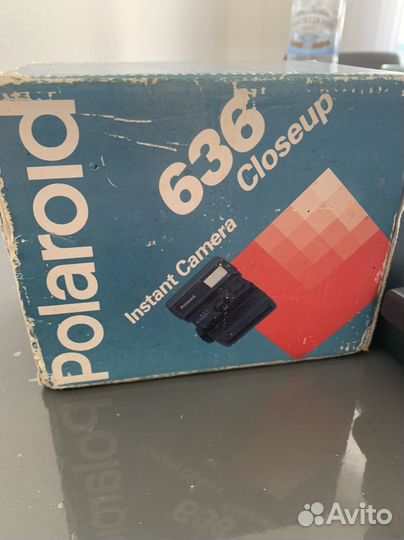 Polaroid
636
Closeup
Instant Camera
Avito